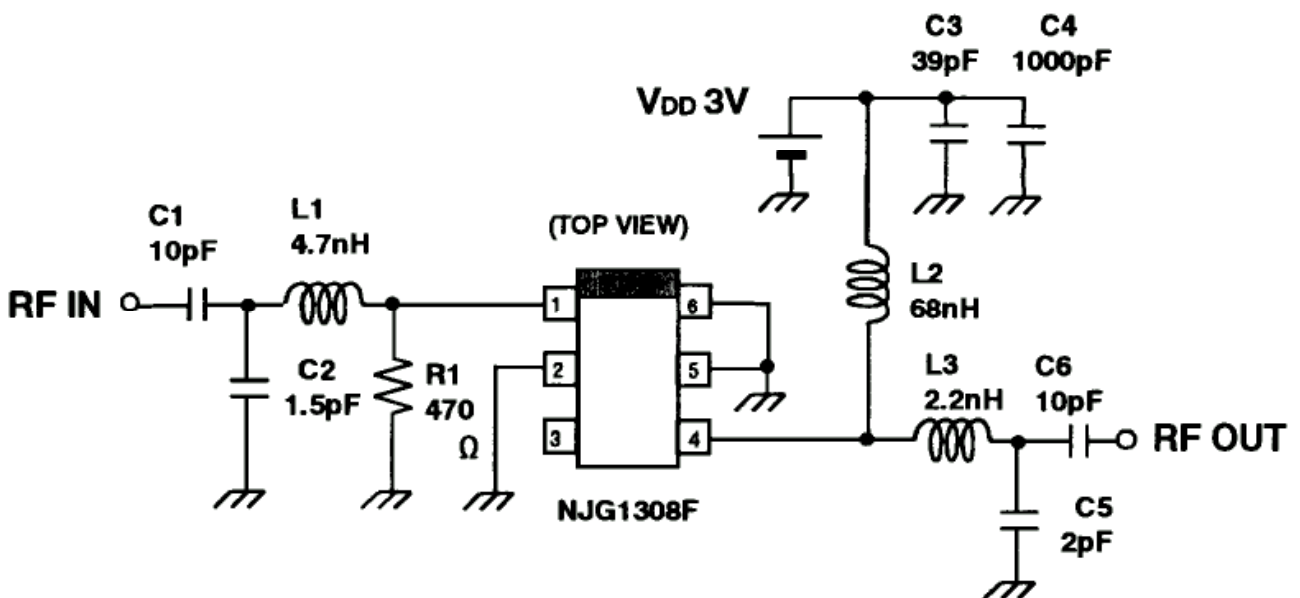 C3
39pF
C4
1000pF
VDD 3V
C1
10pF
L1
4.7nH
(TOP VIEW)
RF IN
1
6
L2
68nH
C2
1.5pF
R1
470
Ω
2
5
3
4
L3
2.2nH
C6
10pF
RF OUT
NJG1308F
C5
2pF